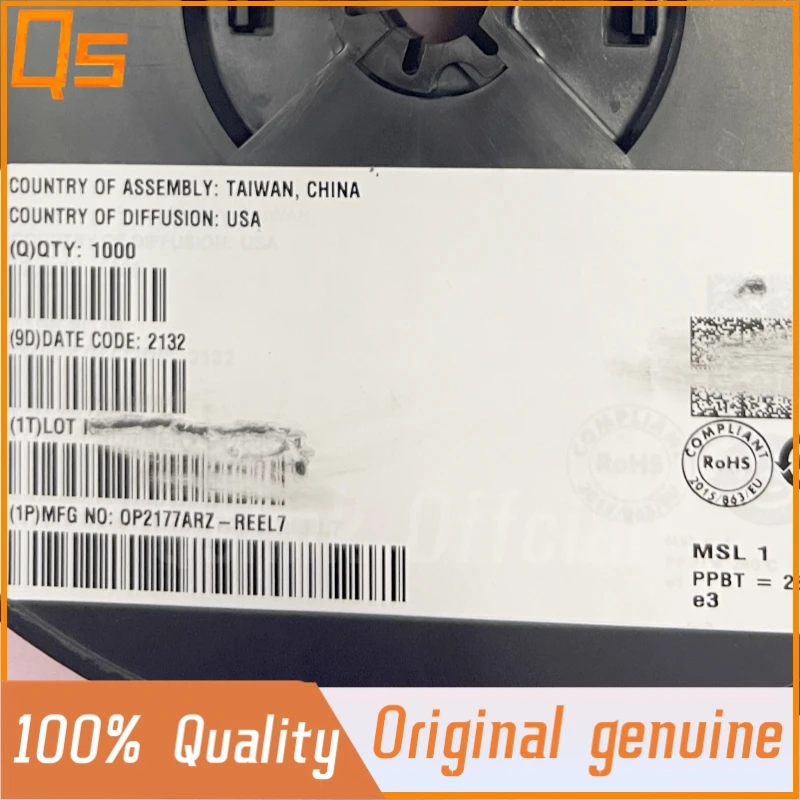 Qs
COUNTRY OF ASSEMBLY: TAIWAN, CHINA
COUNTRY OF DIFFUSION: USA
(Q)QTY: 1000
(9D)DATE CODE: 2132
(1T)LOT
(1P)MFG NO: OP2177ARZ-REEL7
COMPLIANT
RoHS
2015/863/EU
MSL 1
PPBT = 2
e3
100% Quality
Original genuine